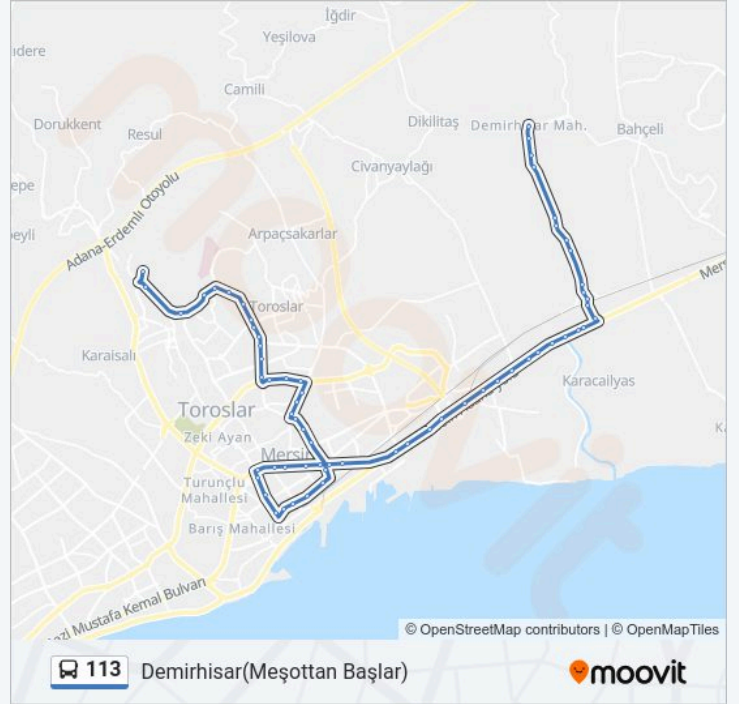 İğdir
Yeşilova
Camili
Dorukkent
Resul
Dikilitaş
Demirhisar Mah.
Bahçeli
Civanyaylağı
Adana-Erdemli Otoyolu
Arpaçsakarlar
Toroslar
Karaisalı
Karacailyas
Toroslar
Zeki Ayan
Mersin
Turunçlu
Mahallesi
Barış Mahallesi
Mustafa Kemal Bulvarı
© OpenStreetMap contributors | © OpenMapTiles
113 Demirhisar(Meşottan Başlar)
moovit